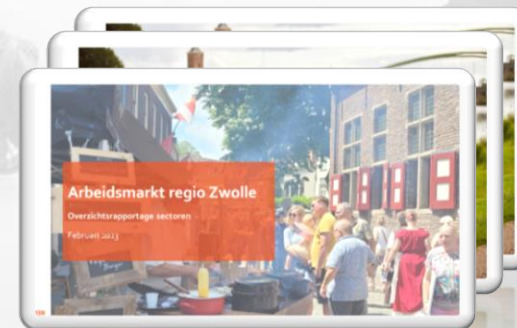 Arbeidsmarkt regio Zwolle
Overzichtsrapportage sectoren
Februari 2023